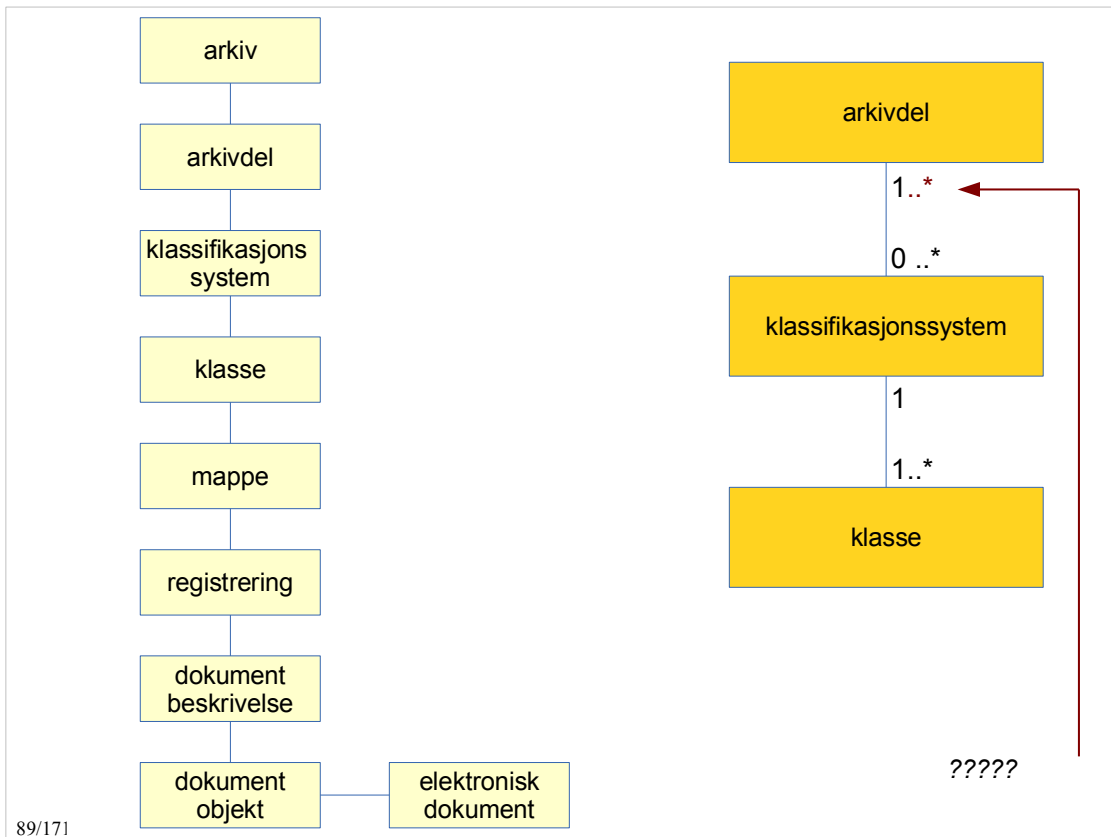 arkiv
arkivdel
klassifikasjons
system
klasse
mappe
registrering
dokument
beskrivelse
dokument
objekt
elektronisk
dokument
arkivdel
1..*
0 ..*
klassifikasjonssystem
1
1..*
klasse
?????
89/171